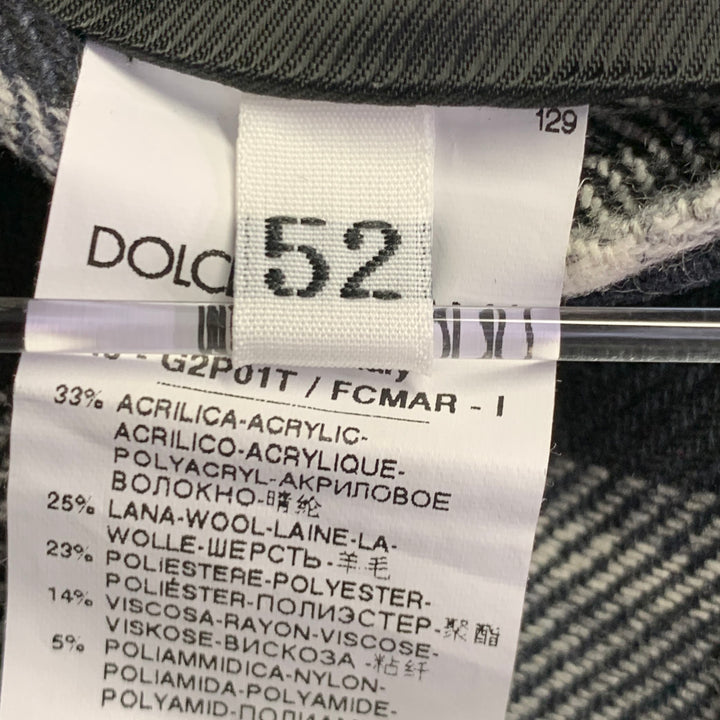 129
52
DOLC
G2P01T / FCMAR - I
33% ACRILICA-ACRYLIC-
ACRILICO-ACRYLIQUE-
POLYACRYL-АКРИЛОВОЕ
ВОЛОКНО-晴纶
25% LANA-WOOL-LAINE-LA-
WOLLE-ШЕРСТЬ-羊毛
23% POLIESTERE-POLYESTER-
POLIÉSTER-ПОЛИЭСТЕР-聚酯
14% VISCOSA-RAYON-VISCOSE-
VISKOSE-ВИСКОЗА-粘纤
5% POLIAMMIDICA-NYLON-
POLIAMIDA-POLYAMIDE-